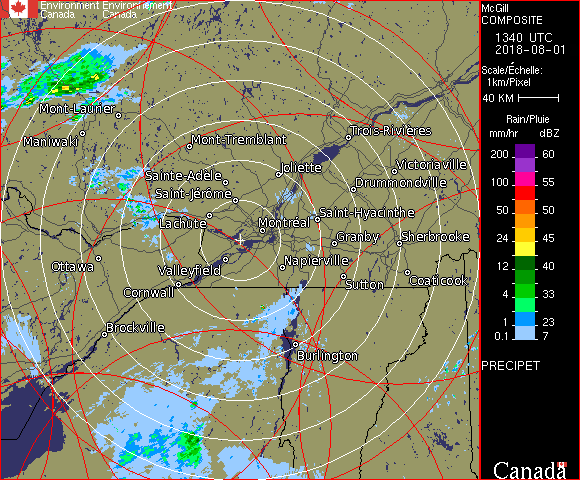 Environment Environnement
Canada Canada
McGill
COMPOSITE
1340 UTC
2018-08-01
Scale/Échelle:
1km/Pixel
40 KM
Rain/Pluie
mm/hr dBZ
200 60
100 55
50 50
24 45
12 40
4 33
1 23
0.1 7
PRECIPET
Canada
Mont-Laurier
Maniwaki
Mont-Tremblant
Trois-Rivières
Sainte-Adèle
Joliette
Victoriaville
Saint-Jérôme
Drummondville
Lachute
Montréal
Saint-Hyacinthe
Granby
Sherbrooke
Ottawa
Valleyfield
Napierville
Cornwall
Sutton
Coaticook
Brockville
Burlington